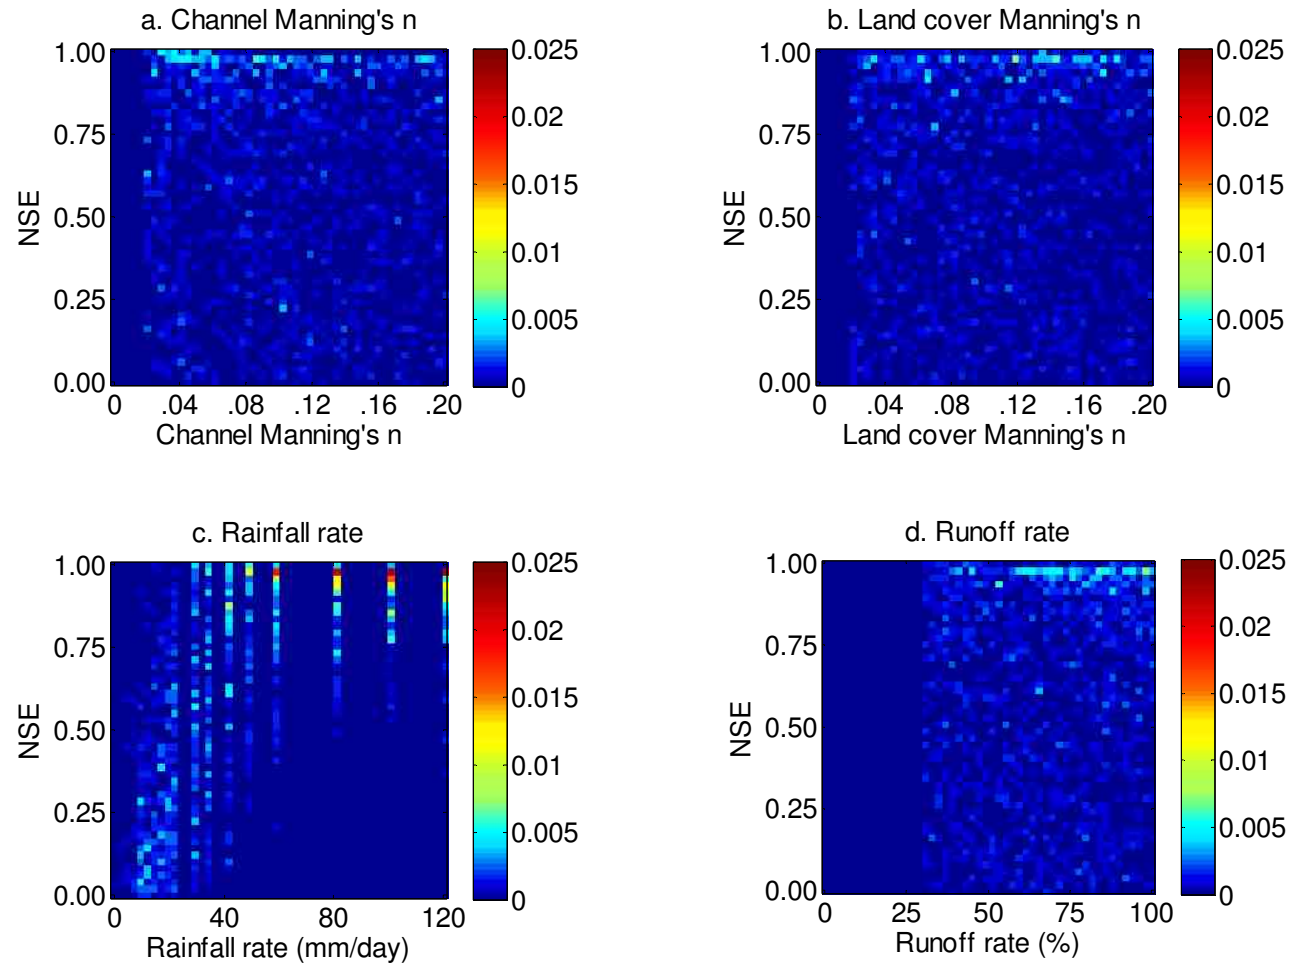 a. Channel Manning's n
NSE
1.00
0.75
0.50
0.25
0.00
0 .04 .08 .12 .16 .20
Channel Manning's n
0.025
0.02
0.015
0.01
0.005
0
b. Land cover Manning's n
NSE
1.00
0.75
0.50
0.25
0.00
0 .04 .08 .12 .16 .20
Land cover Manning's n
0.025
0.02
0.015
0.01
0.005
0
c. Rainfall rate
NSE
1.00
0.75
0.50
0.25
0.00
0 40 80 120
Rainfall rate (mm/day)
0.025
0.02
0.015
0.01
0.005
0
d. Runoff rate
NSE
1.00
0.75
0.50
0.25
0.00
0 25 50 75 100
Runoff rate (%)
0.025
0.02
0.015
0.01
0.005
0